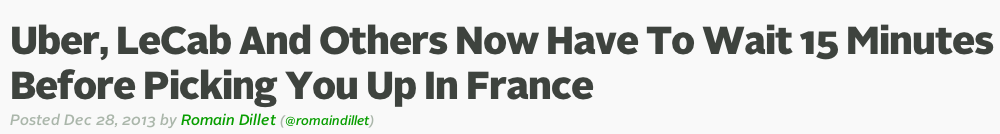 Uber, LeCab And Others Now Have To Wait 15 Minutes
Before Picking You Up In France
Posted Dec 28, 2013 by Romain Dillet (@romaindillet)